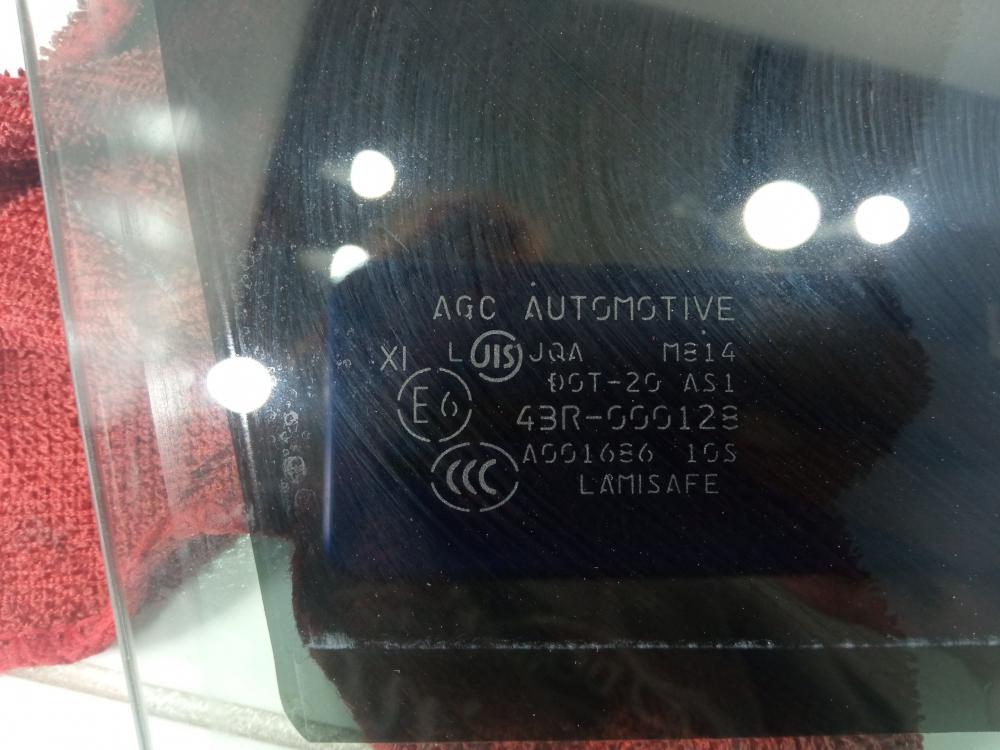 AGC AUTOMOTIVE
XI L JIS JQA M814
DOT-20 AS1
E6 43R-000128
A001686 10S
CCC
LAMISAFE